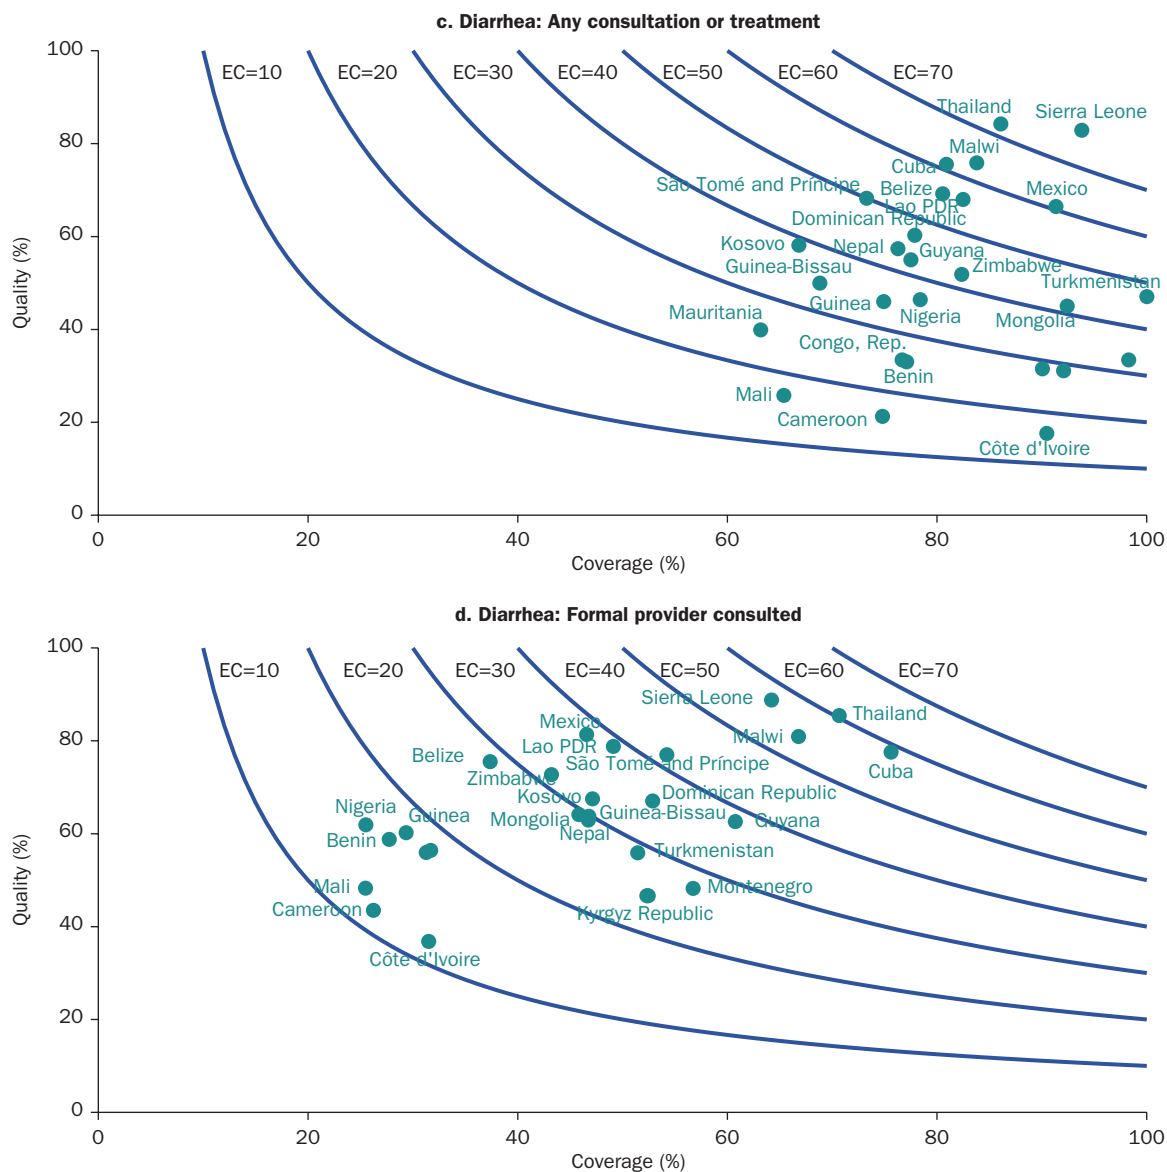 c. Diarrhea: Any consultation or treatment
100
EC=10 EC=20 EC=30 EC=40 EC=50 EC=60 EC=70
Thailand
Sierra Leone
80
Malwi
Cuba
São Tomé and Príncipe
Belize
Mexico
Lao PDR
Dominican Republic
60
Kosovo
Nepal
Guyana
Guinea-Bissau
Zimbabwe
Turkmenistan
Guinea
Mauritania
Nigeria
Mongolia
40
Congo, Rep.
Benin
Mali
20
Cameroon
Côte d'Ivoire
0
Quality (%)
0 20 40 60 80 100
Coverage (%)
d. Diarrhea: Formal provider consulted
100
EC=10 EC=20 EC=30 EC=40 EC=50 EC=60 EC=70
Sierra Leone
Thailand
Mexico
80
Malwi
Lao PDR
Belize
São Tomé and Príncipe
Cuba
Zimbabwe
Kosovo
Dominican Republic
Nigeria
Guinea
Guinea-Bissau
Mongolia
Guyana
60
Nepal
Benin
Turkmenistan
Mali
Montenegro
Cameroon
Kyrgyz Republic
40
Côte d'Ivoire
20
0
Quality (%)
0 20 40 60 80 100
Coverage (%)